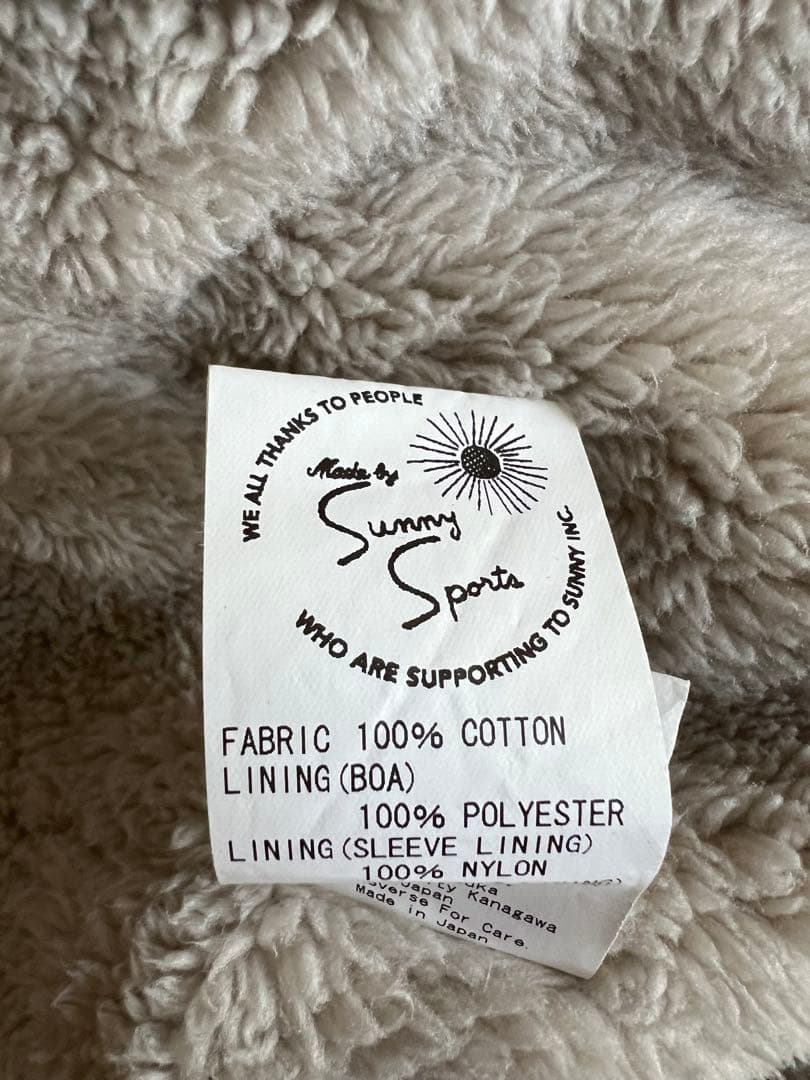 WE ALL THANKS TO PEOPLE
Made by
Sunny
Sports
WHO ARE SUPPORTING TO SUNNY INC.
FABRIC 100% COTTON
LINING(BOA)
100% POLYESTER
LINING(SLEEVE LINING)
100% NYLON
Japan Kanagawa
For Care.
Made in Japan